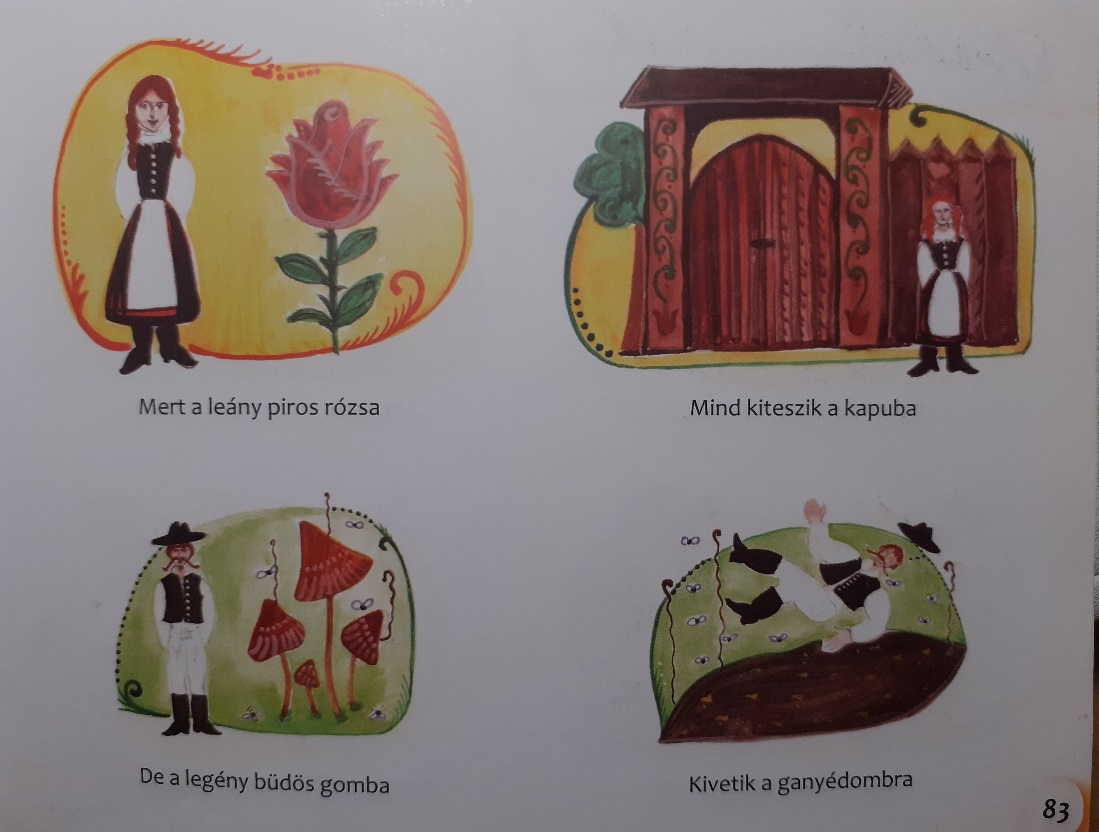 Mert a leány piros rózsa
Mind kiteszik a kapuba
De a legény büdös gomba
Kivetik a ganyédombra
83